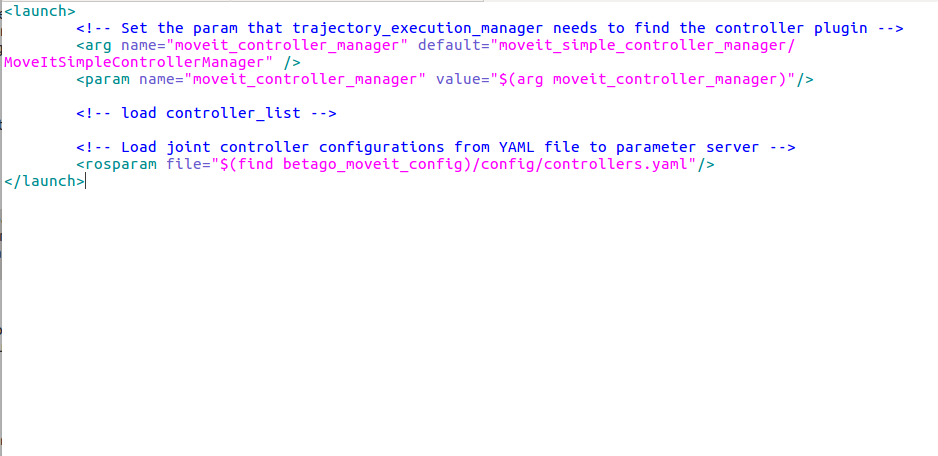 <launch>
<!-- Set the param that trajectory_execution_manager needs to find the controller plugin -->
<arg name="moveit_controller_manager" default="moveit_simple_controller_manager/
MoveItSimpleControllerManager" />
<param name="moveit_controller_manager" value="$(arg moveit_controller_manager)"/>
<!-- load controller_list -->
<!-- Load joint controller configurations from YAML file to parameter server -->
<rosparam file="$(find betago_moveit_config)/config/controllers.yaml"/>
</launch>